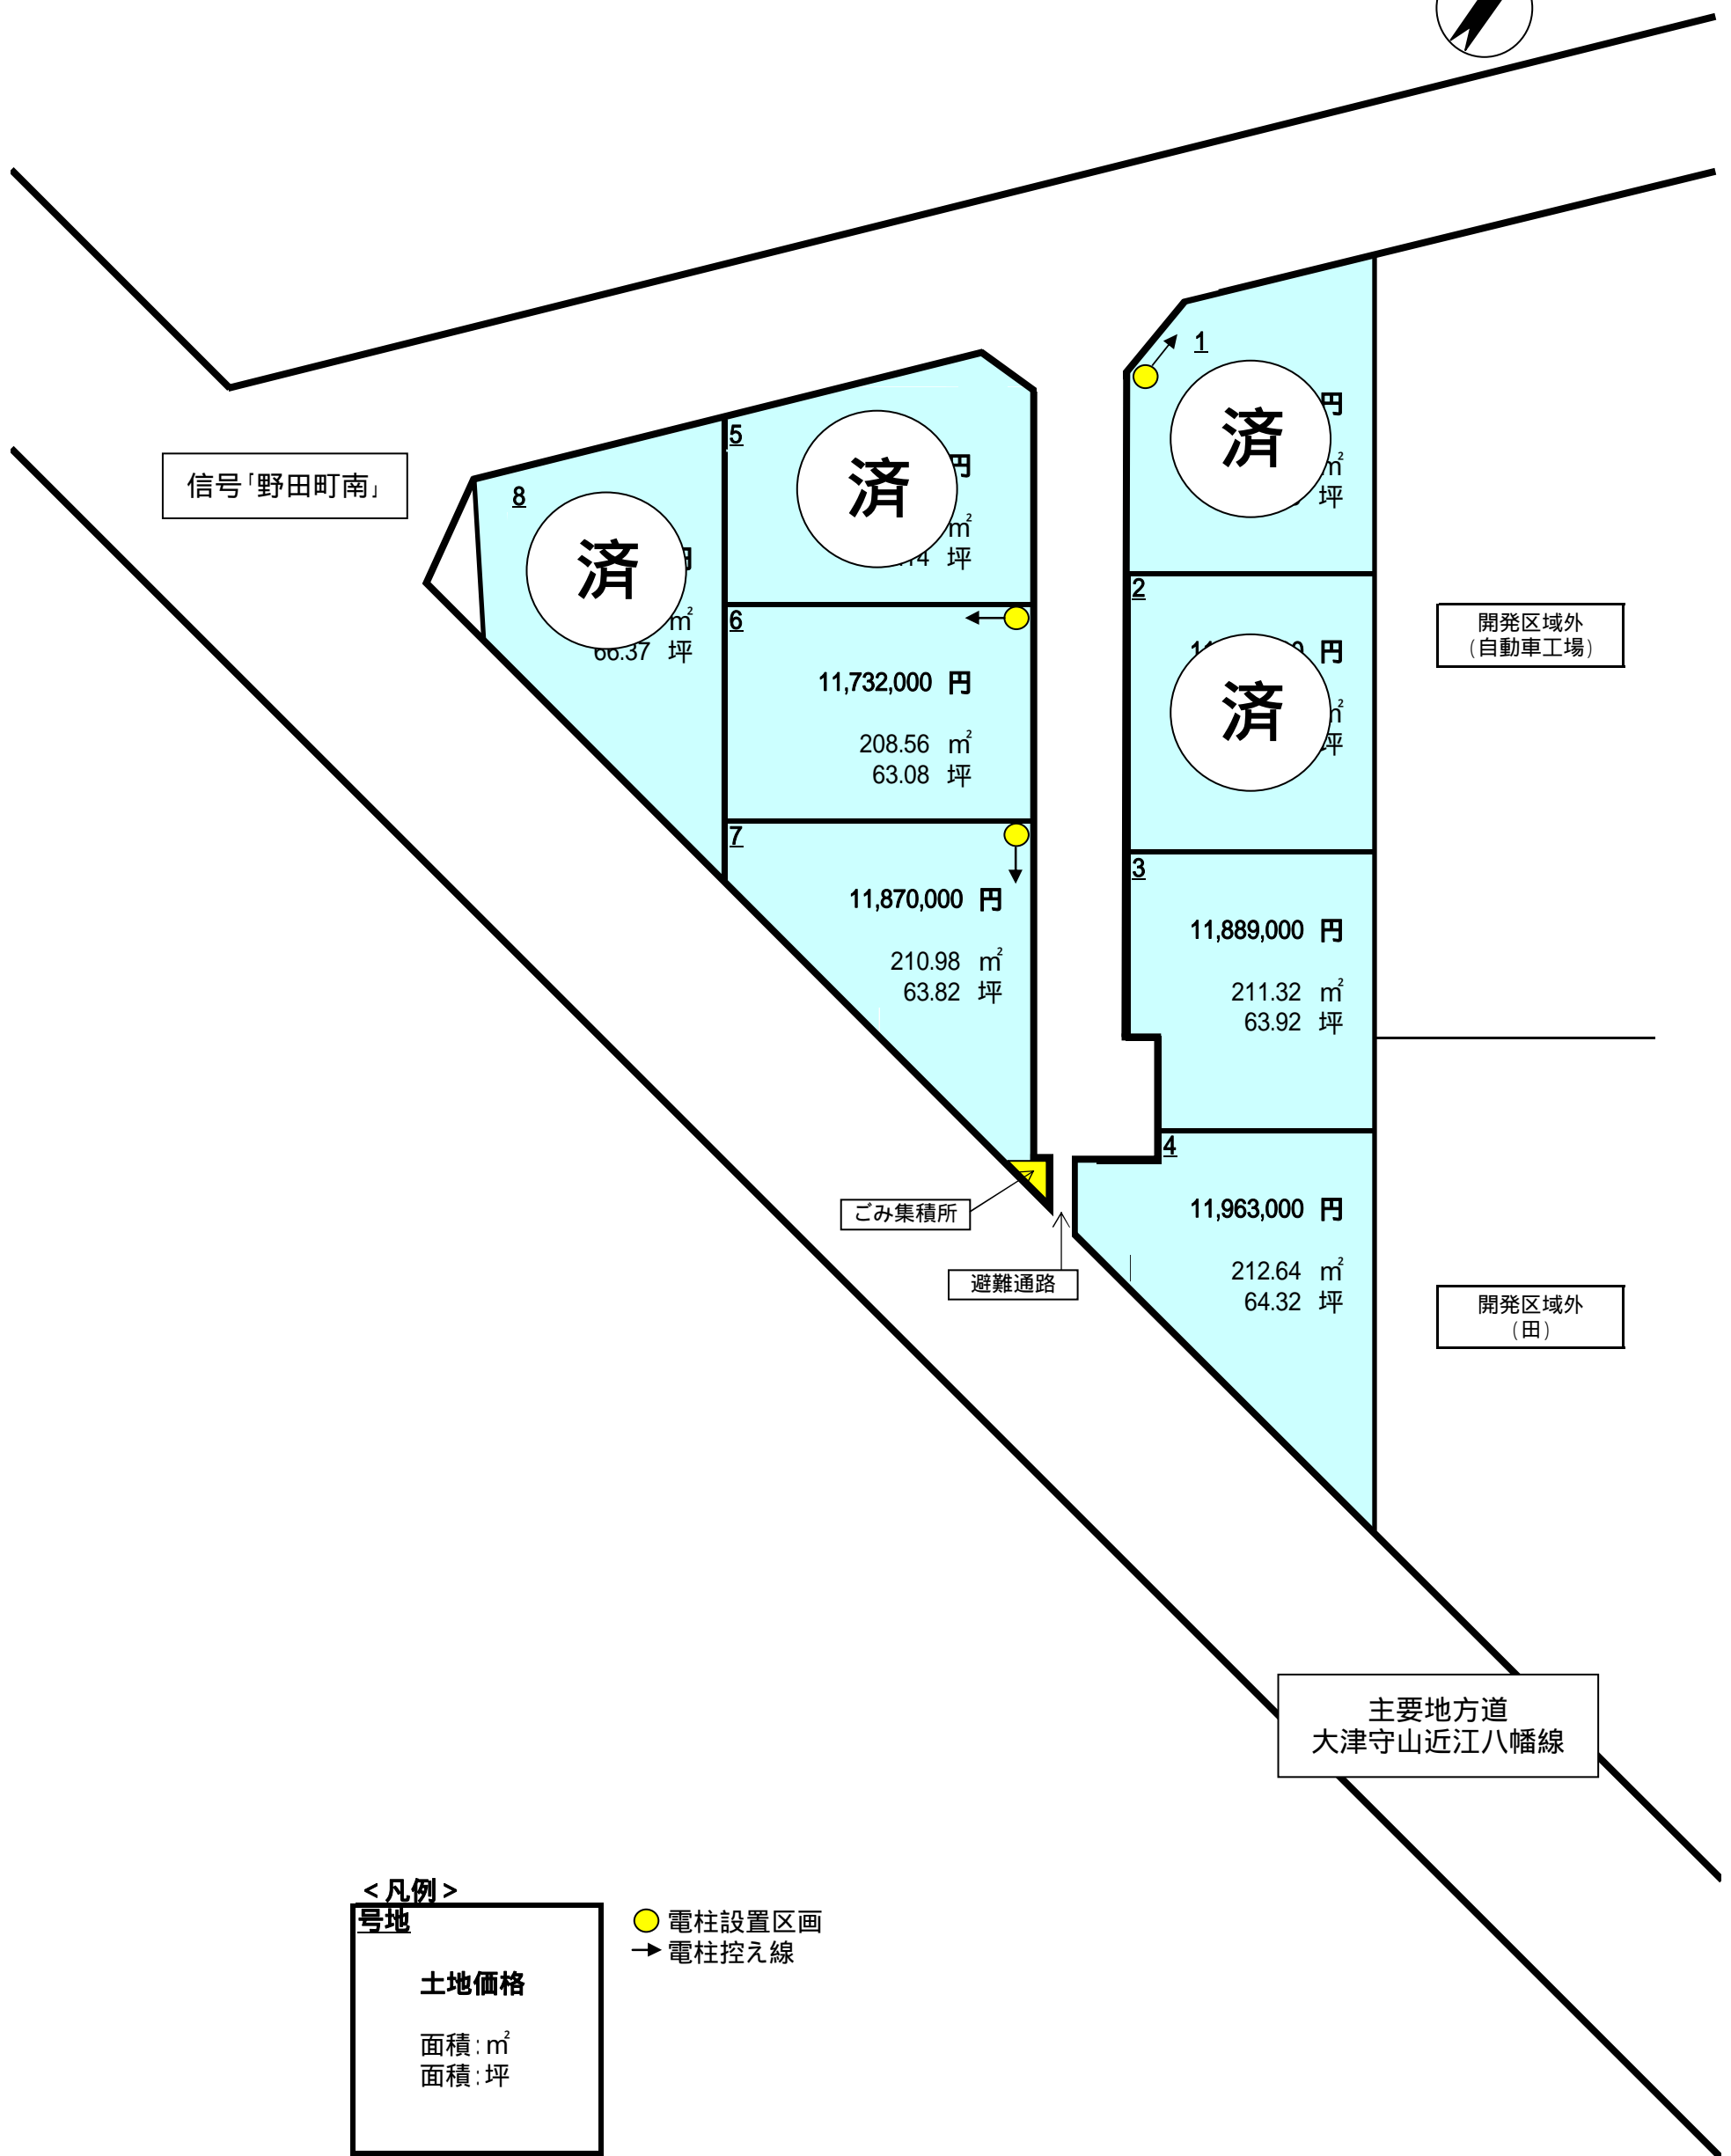 1
済
円
㎡
坪
5
済
円
㎡
坪
信号「野田町南」
8
済
㎡
66.37 坪
2
円
済
6
11,732,000 円
208.56 ㎡
63.08 坪
開発区域外
(自動車工場)
7
11,870,000 円
210.98 ㎡
63.82 坪
3
11,889,000 円
211.32 ㎡
63.92 坪
4
11,963,000 円
212.64 ㎡
64.32 坪
ごみ集積所
避難通路
開発区域外
(田)
主要地方道
大津守山近江八幡線
<凡例>
号地
土地価格
面積:㎡
面積:坪
電柱設置区画
電柱控え線